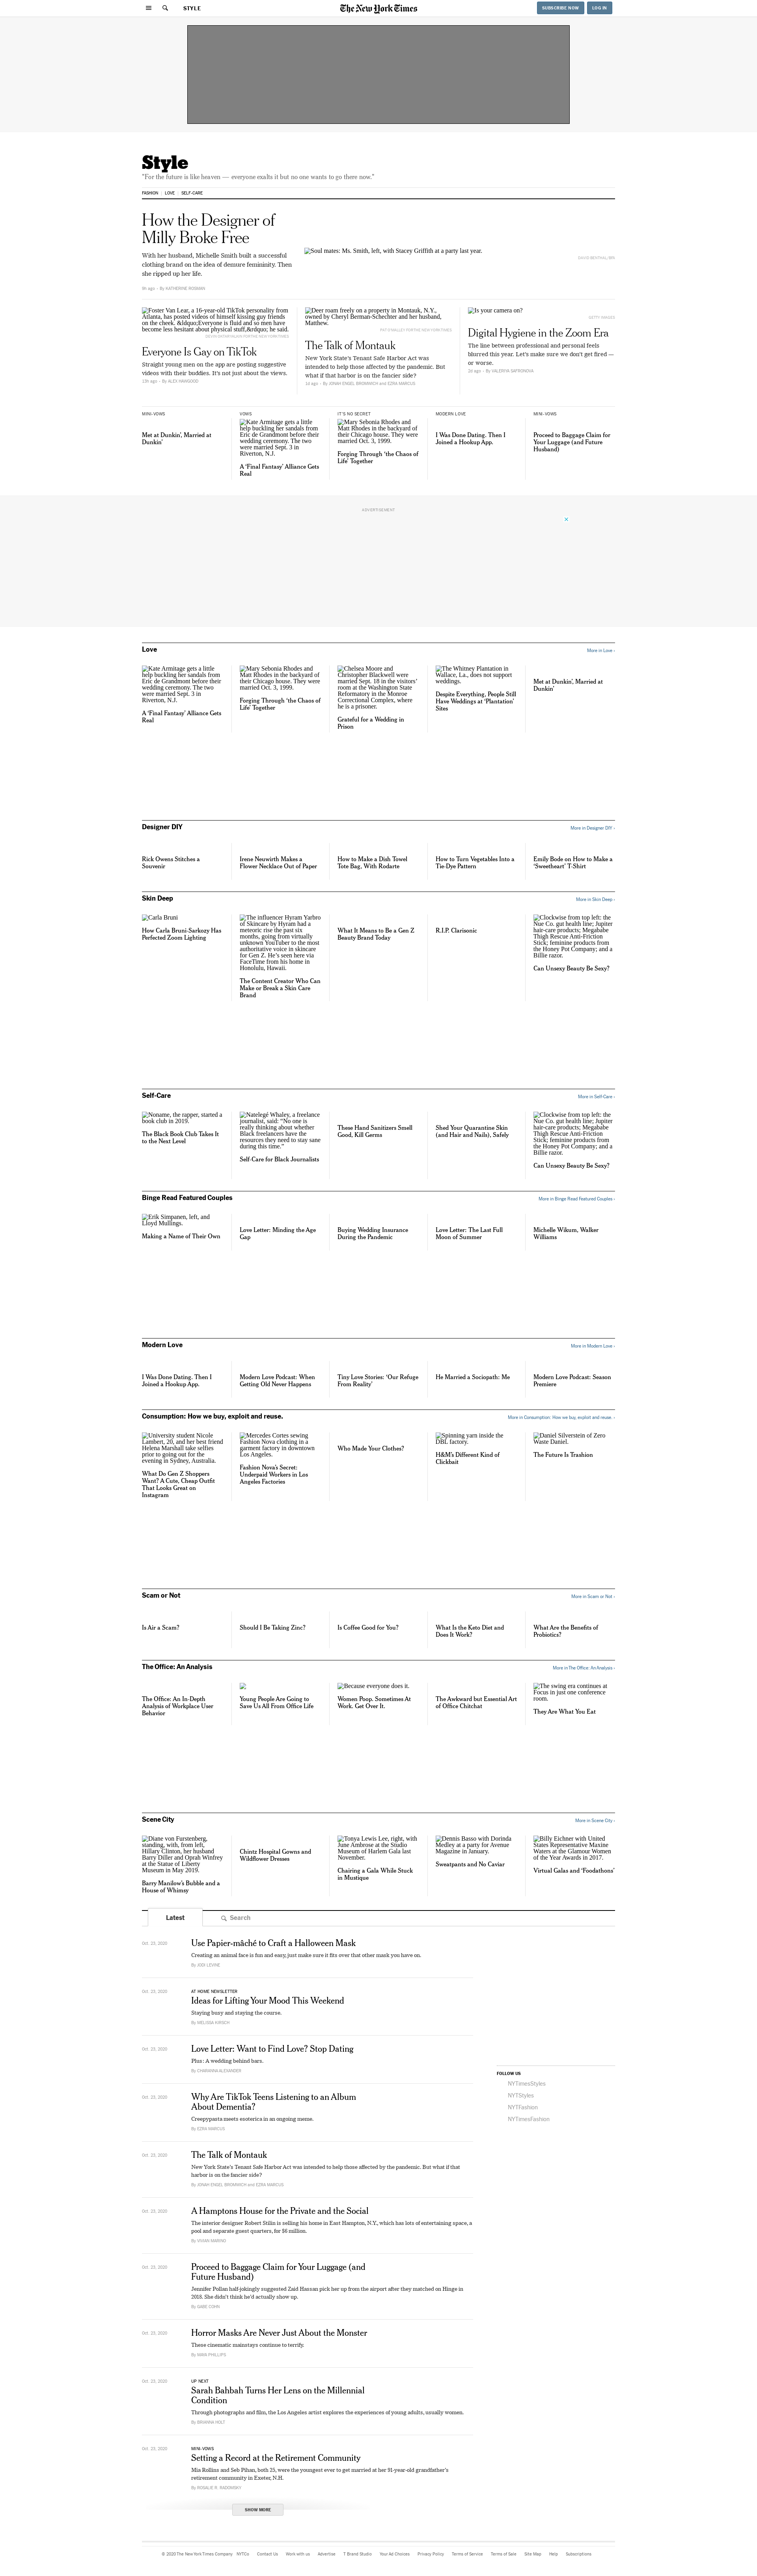 STYLE
The New York Times
SUBSCRIBE NOW
LOG IN
Style
"For the future is like heaven — everyone exalts it but no one wants to go there now."
FASHION
LOVE
SELF-CARE
How the Designer of
Milly Broke Free
With her husband, Michelle Smith built a successful
clothing brand on the idea of demure femininity. Then
she ripped up her life.
9h ago
By KATHERINE ROSMAN
Soul mates: Ms. Smith, left, with Stacey Griffith at a party last year.
Foster Van Lear, a 16-year-old TikTok personality from
Atlanta, has posted videos of himself kissing guy friends
on the cheek. &ldquo;Everyone is fluid and so men have
become less hesitant about physical stuff,&rdquo; he said.
Everyone Is Gay on TikTok
Straight young men on the app are posting suggestive
videos with their buddies. It's not just about the views.
13h ago
By ALEX HAWGOOD
Deer roam freely on a property in Montauk, N.Y.,
owned by Cheryl Berman-Schechter and her husband,
Matthew.
The Talk of Montauk
New York State's Tenant Safe Harbor Act was
intended to help those affected by the pandemic. But
what if that harbor is on the fancier side?
1d ago
By JONAH ENGEL BROMWICH and EZRA MARCUS
Is your camera on?
GETTY IMAGES
Digital Hygiene in the Zoom Era
The line between professional and personal feels
blurred this year. Let's make sure we don't get fired —
or worse.
2d ago
By VALERIYA SAFRONOVA
MINI-VOWS
Met at Dunkin', Married at
Dunkin'
VOWS
Kate Armitage gets a little
help buckling her sandals from
Eric de Grandmont before their
wedding ceremony. The two
were married Sept. 3 in
Riverton, N.J.
A 'Final Fantasy' Alliance Gets
Real
IT'S NO SECRET
Mary Sebonia Rhodes and
Matt Rhodes in the backyard of
their Chicago house. They were
married Oct. 3, 1999.
Forging Through 'the Chaos of
Life' Together
MODERN LOVE
I Was Done Dating. Then I
Joined a Hookup App.
MINI-VOWS
Proceed to Baggage Claim for
Your Luggage (and Future
Husband)
ADVERTISEMENT
Love
More in Love ›
Kate Armitage gets a little
help buckling her sandals from
Eric de Grandmont before their
wedding ceremony. The two
were married Sept. 3 in
Riverton, N.J.
A 'Final Fantasy' Alliance Gets
Real
Mary Sebonia Rhodes and
Matt Rhodes in the backyard of
their Chicago house. They were
married Oct. 3, 1999.
Forging Through 'the Chaos of
Life' Together
Chelsea Moore and
Christopher Blackwell were
married Sept. 18 in the visitors'
room at the Washington State
Reformatory in the Monroe
Correctional Complex, where
he is a prisoner.
Grateful for a Wedding in
Prison
The Whitney Plantation in
Wallace, La., does not support
weddings.
Despite Everything, People Still
Have Weddings at 'Plantation'
Sites
Met at Dunkin', Married at
Dunkin'
Designer DIY
More in Designer DIY ›
Rick Owens Stitches a
Souvenir
Irene Neuwirth Makes a
Flower Necklace Out of Paper
How to Make a Dish Towel
Tote Bag, With Rodarte
How to Turn Vegetables Into a
Tie-Dye Pattern
Emily Bode on How to Make a
'Sweetheart' T-Shirt
Skin Deep
More in Skin Deep ›
Carla Bruni
How Carla Bruni-Sarkozy Has
Perfected Zoom Lighting
The influencer Hyram Yarbro
of Skincare by Hyram had a
meteoric rise the past six
months, going from virtually
unknown YouTuber to the most
authoritative voice in skincare
for Gen Z. He's seen here via
FaceTime from his home in
Honolulu, Hawaii.
The Content Creator Who Can
Make or Break a Skin Care
Brand
What It Means to Be a Gen Z
Beauty Brand Today
R.I.P. Clarisonic
Clockwise from top left: the
Nue Co. gut health line; Jupiter
hair-care products; Megababe
Thigh Rescue Anti-Friction
Stick; feminine products from
the Honey Pot Company; and a
Billie razor.
Can Unsexy Beauty Be Sexy?
Self-Care
More in Self-Care ›
Noname, the rapper, started a
book club in 2019.
The Black Book Club Takes It
to the Next Level
Natelegé Whaley, a freelance
journalist, said: "No one is
really thinking about whether
Black freelancers have the
resources they need to stay sane
during this time."
Self-Care for Black Journalists
These Hand Sanitizers Smell
Good, Kill Germs
Shed Your Quarantine Skin
(and Hair and Nails), Safely
Clockwise from top left: the
Nue Co. gut health line; Jupiter
hair-care products; Megababe
Thigh Rescue Anti-Friction
Stick; feminine products from
the Honey Pot Company; and a
Billie razor.
Can Unsexy Beauty Be Sexy?
Binge Read Featured Couples
More in Binge Read Featured Couples ›
Erik Simpanen, left, and
Lloyd Mullings.
Making a Name of Their Own
Love Letter: Minding the Age
Gap
Buying Wedding Insurance
During the Pandemic
Love Letter: The Last Full
Moon of Summer
Michelle Wikum, Walker
Williams
Modern Love
More in Modern Love ›
I Was Done Dating. Then I
Joined a Hookup App.
Modern Love Podcast: When
Getting Old Never Happens
Tiny Love Stories: 'Our Refuge
From Reality'
He Married a Sociopath: Me
Modern Love Podcast: Season
Premiere
Consumption: How we buy, exploit and reuse.
More in Consumption: How we buy, exploit and reuse. ›
University student Nicole
Lambert, 20, and her best friend
Helena Marshall take selfies
prior to going out for the
evening in Sydney, Australia.
What Do Gen Z Shoppers
Want? A Cute, Cheap Outfit
That Looks Great on
Instagram
Mercedes Cortes sewing
Fashion Nova clothing in a
garment factory in downtown
Los Angeles.
Fashion Nova's Secret:
Underpaid Workers in Los
Angeles Factories
Who Made Your Clothes?
Spinning yarn inside the
DBL factory.
H&M's Different Kind of
Clickbait
Daniel Silverstein of Zero
Waste Daniel.
The Future Is Trashion
Scam or Not
More in Scam or Not ›
Is Air a Scam?
Should I Be Taking Zinc?
Is Coffee Good for You?
What Is the Keto Diet and
Does It Work?
What Are the Benefits of
Probiotics?
The Office: An Analysis
More in The Office: An Analysis ›
The Office: An In-Depth
Analysis of Workplace User
Behavior
Young People Are Going to
Save Us All From Office Life
Because everyone does it.
Women Poop. Sometimes At
Work. Get Over It.
The Awkward but Essential Art
of Office Chitchat
The swing era continues at
Focus in just one conference
room.
They Are What You Eat
Scene City
More in Scene City ›
Diane von Furstenberg,
standing, with, from left,
Hillary Clinton, her husband
Barry Diller and Oprah Winfrey
at the Statue of Liberty
Museum in May 2019.
Barry Manilow's Bubble and a
House of Whimsy
Chintz Hospital Gowns and
Wildflower Dresses
Tonya Lewis Lee, right, with
June Ambrose at the Studio
Museum of Harlem Gala last
November.
Chairing a Gala While Stuck
in Mustique
Dennis Basso with Dorinda
Medley at a party for Avenue
Magazine in January.
Sweatpants and No Caviar
Billy Eichner with United
States Representative Maxine
Waters at the Glamour Women
of the Year Awards in 2017.
Virtual Galas and 'Foodathons'
Latest
Search
Oct. 23, 2020
Use Papier-mâché to Craft a Halloween Mask
Creating an animal face is fun and easy, just make sure it fits over that other mask you have on.
By JODI LEVINE
Oct. 23, 2020
AT HOME NEWSLETTER
Ideas for Lifting Your Mood This Weekend
Staying busy and staying the course.
By MELISSA KIRSCH
Oct. 23, 2020
Love Letter: Want to Find Love? Stop Dating
Plus: A wedding behind bars.
By CHARANNA ALEXANDER
Oct. 23, 2020
Why Are TikTok Teens Listening to an Album
About Dementia?
Creepypasta meets esoterica in an ongoing meme.
By EZRA MARCUS
Oct. 23, 2020
The Talk of Montauk
New York State's Tenant Safe Harbor Act was intended to help those affected by the pandemic. But what if that
harbor is on the fancier side?
By JONAH ENGEL BROMWICH and EZRA MARCUS
Oct. 23, 2020
A Hamptons House for the Private and the Social
The interior designer Robert Stilin is selling his home in East Hampton, N.Y., which has lots of entertaining space, a
pool and separate guest quarters, for $6 million.
By VIVIAN MARINO
Oct. 23, 2020
Proceed to Baggage Claim for Your Luggage (and
Future Husband)
Jennifer Pollan half-jokingly suggested Zaid Hassan pick her up from the airport after they matched on Hinge in
2018. She didn't think he'd actually show up.
By GABE COHN
Oct. 23, 2020
Horror Masks Are Never Just About the Monster
These cinematic mainstays continue to terrify.
By MAYA PHILLIPS
Oct. 23, 2020
UP NEXT
Sarah Bahbah Turns Her Lens on the Millennial
Condition
Through photographs and film, the Los Angeles artist explores the experiences of young adults, usually women.
By BRIANNA HOLT
Oct. 23, 2020
MINI-VOWS
Setting a Record at the Retirement Community
Mia Rollins and Seb Pihan, both 25, were the youngest ever to get married at her 91-year-old grandfather's
retirement community in Exeter, N.H.
By ROSALIE R. RADOMSKY
SHOW MORE
FOLLOW US
NYTimesStyles
NYTStyles
NYTFashion
NYTimesFashion
© 2020 The New York Times Company
NYTCo
Contact Us
Work with us
Advertise
T Brand Studio
Your Ad Choices
Privacy Policy
Terms of Service
Terms of Sale
Site Map
Help
Subscriptions